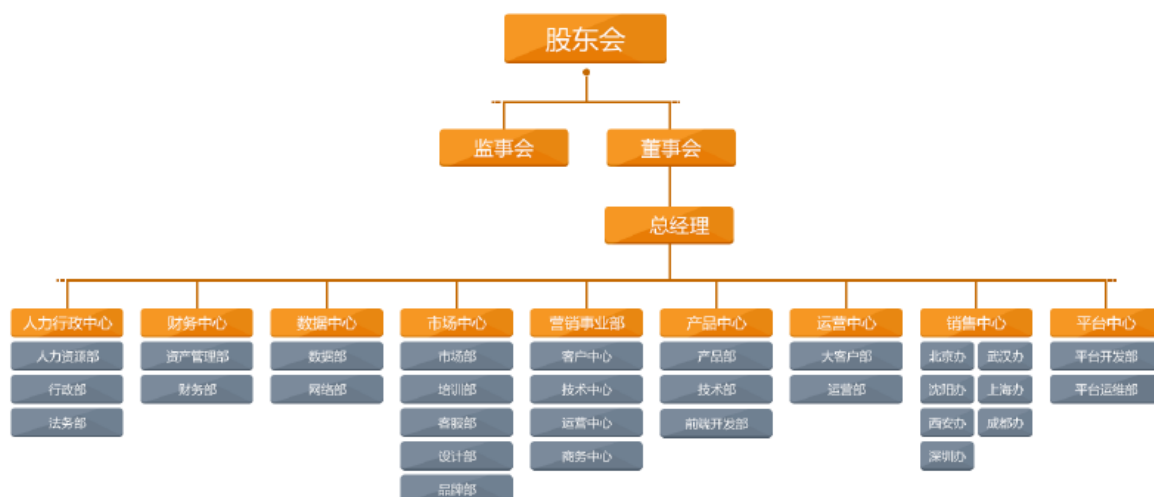 股东会
监事会
董事会
总经理
人力行政中心
人力资源部
行政部
法务部
财务中心
资产管理部
财务部
数据中心
数据部
网络部
市场中心
市场部
培训部
客服部
设计部
品牌部
营销事业部
客户中心
技术中心
运营中心
商务中心
产品中心
产品部
技术部
前端开发部
运营中心
大客户部
运营部
销售中心
北京办 武汉办
沈阳办 上海办
西安办 成都办
深圳办
平台中心
平台开发部
平台运维部